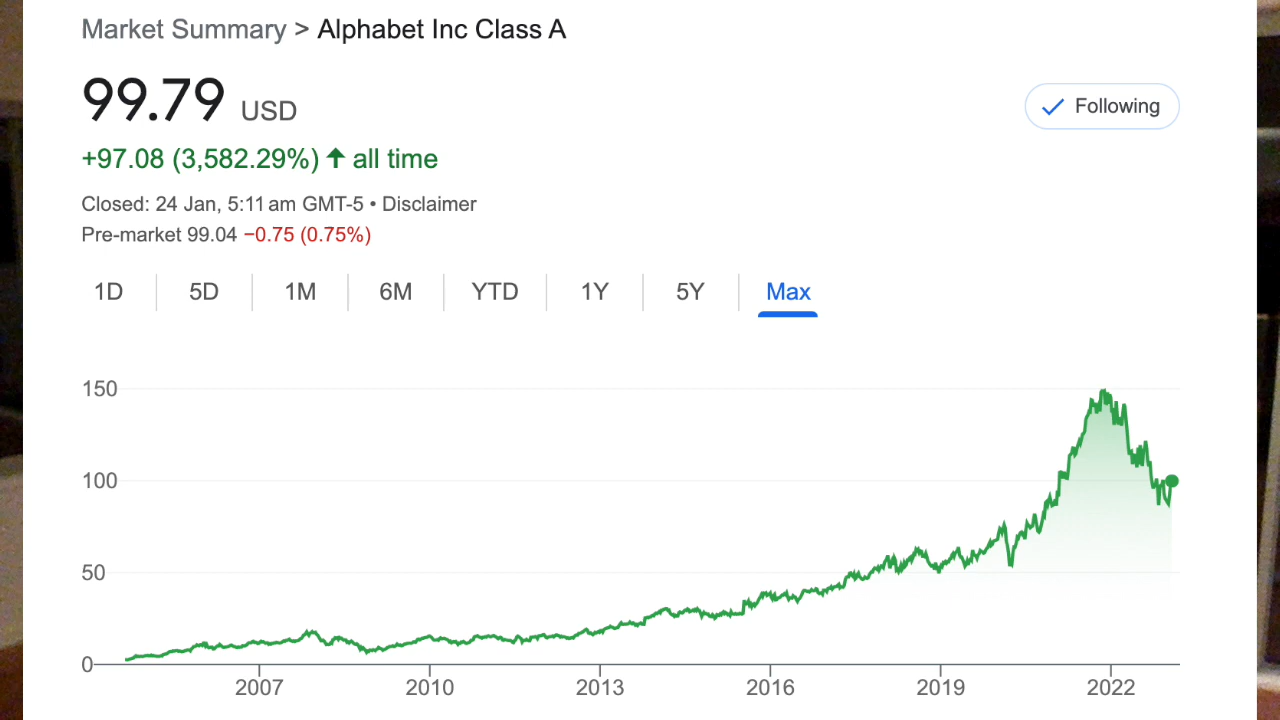 Market Summary > Alphabet Inc Class A
99.79 USD
Following
+97.08 (3,582.29%) ↑ all time
Closed: 24 Jan, 5:11 am GMT-5 • Disclaimer
Pre-market 99.04 −0.75 (0.75%)
1D 5D 1M 6M YTD 1Y 5Y Max
150
100
50
0
2007 2010 2013 2016 2019 2022